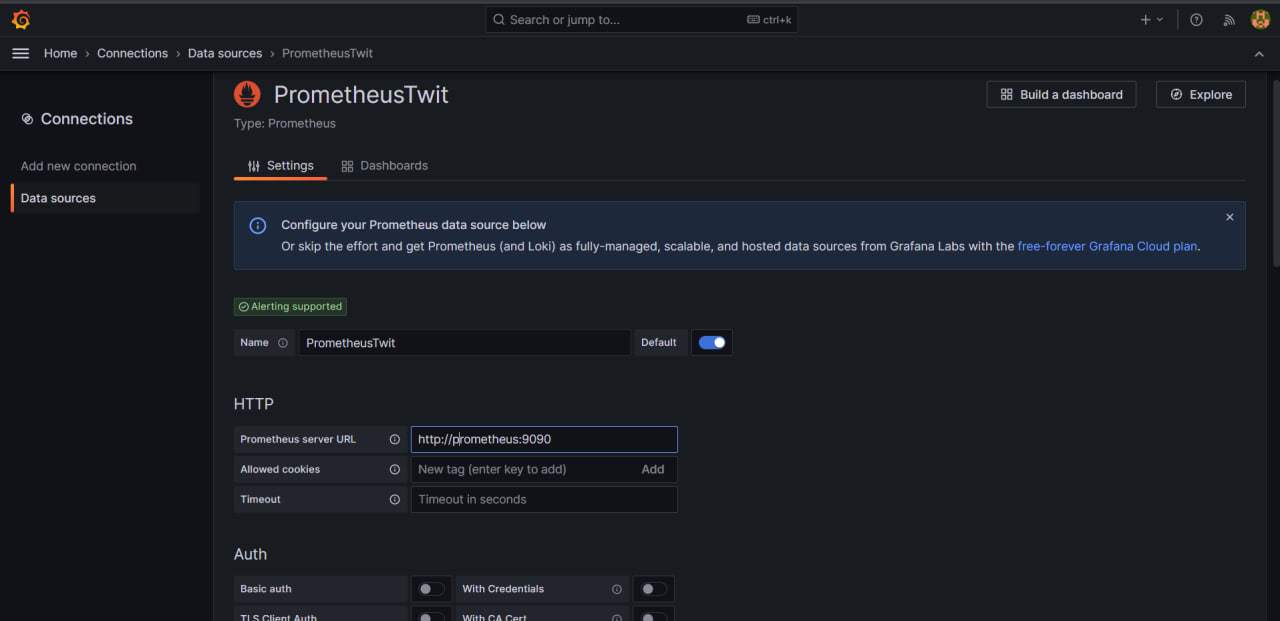 Search or jump to... ctrl+k
Home › Connections › Data sources › PrometheusTwit
Connections
Add new connection
Data sources
PrometheusTwit
Type: Prometheus
Build a dashboard
Explore
Settings
Dashboards
Configure your Prometheus data source below
Or skip the effort and get Prometheus (and Loki) as fully-managed, scalable, and hosted data sources from Grafana Labs with the free-forever Grafana Cloud plan.
Alerting supported
Name PrometheusTwit Default
HTTP
Prometheus server URL http://prometheus:9090
Allowed cookies New tag (enter key to add) Add
Timeout Timeout in seconds
Auth
Basic auth With Credentials
TLS Client Auth With CA Cert